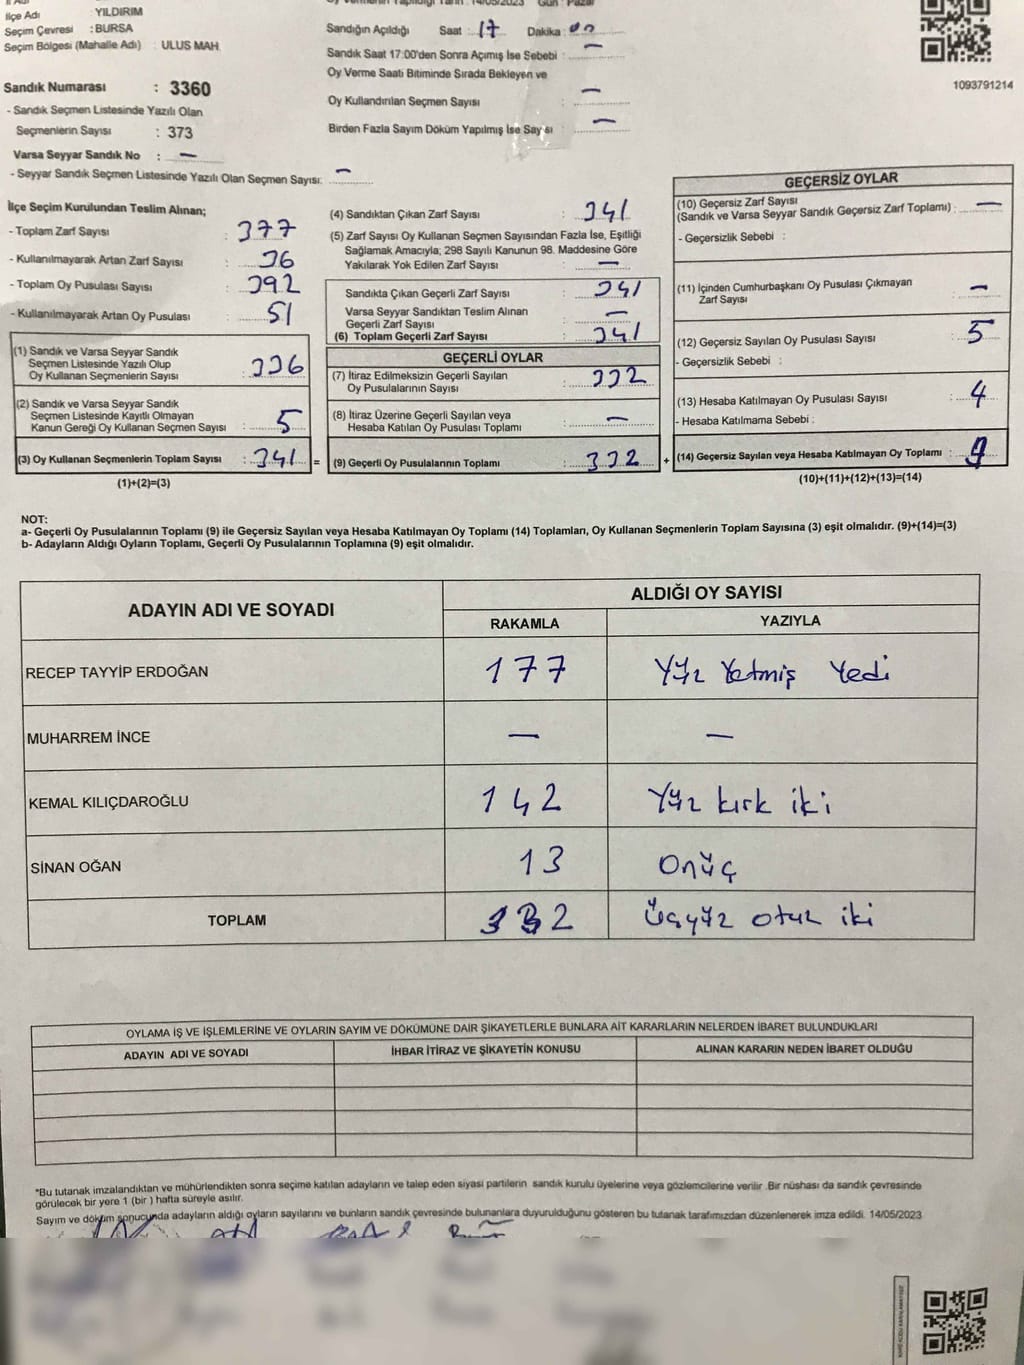 İlçe Adı : YILDIRIM
Seçim Çevresi : BURSA
Seçim Bölgesi (Mahalle Adı) : ULUS MAH.
Sandık Numarası : 3360
- Sandık Seçmen Listesinde Yazılı Olan
Seçmenlerin Sayısı : 373
Varsa Seyyar Sandık No : —
- Seyyar Sandık Seçmen Listesinde Yazılı Olan Seçmen Sayısı: —
14/05/2023 Gün : Pazar
Sandığın Açıldığı Saat : 17 Dakika : 00
Sandık Saat 17:00'den Sonra Açımış İse Sebebi : —
Oy Verme Saati Bitiminde Sırada Bekleyen ve
Oy Kullandırılan Seçmen Sayısı : —
Birden Fazla Sayım Döküm Yapılmış İse Sayısı : —
1093791214
İlçe Seçim Kurulundan Teslim Alınan;
- Toplam Zarf Sayısı : 377
- Kullanılmayarak Artan Zarf Sayısı : 36
- Toplam Oy Pusulası Sayısı : 392
- Kullanılmayarak Artan Oy Pusulası : 51
(1) Sandık ve Varsa Seyyar Sandık
Seçmen Listesinde Yazılı Olup
Oy Kullanan Seçmenlerin Sayısı : 336
(2) Sandık ve Varsa Seyyar Sandık
Seçmen Listesinde Kayıtlı Olmayan
Kanun Gereği Oy Kullanan Seçmen Sayısı : 5
(3) Oy Kullanan Seçmenlerin Toplam Sayısı : 341 =
(1)+(2)=(3)
(4) Sandıktan Çıkan Zarf Sayısı : 341
(5) Zarf Sayısı Oy Kullanan Seçmen Sayısından Fazla İse, Eşitliği
Sağlamak Amacıyla; 298 Sayılı Kanunun 98. Maddesine Göre
Yakılarak Yok Edilen Zarf Sayısı : —
Sandıkta Çıkan Geçerli Zarf Sayısı : 341
Varsa Seyyar Sandıktan Teslim Alınan
Geçerli Zarf Sayısı : —
(6) Toplam Geçerli Zarf Sayısı : 341
GEÇERLİ OYLAR
(7) İtiraz Edilmeksizin Geçerli Sayılan
Oy Pusulalarının Sayısı : 332
(8) İtiraz Üzerine Geçerli Sayılan veya
Hesaba Katılan Oy Pusulası Toplamı : —
(9) Geçerli Oy Pusulalarının Toplamı : 332 +
GEÇERSİZ OYLAR
(10) Geçersiz Zarf Sayısı
(Sandık ve Varsa Seyyar Sandık Geçersiz Zarf Toplamı) : —
- Geçersizlik Sebebi :
(11) İçinden Cumhurbaşkanı Oy Pusulası Çıkmayan
Zarf Sayısı : —
(12) Geçersiz Sayılan Oy Pusulası Sayısı : 5
- Geçersizlik Sebebi :
(13) Hesaba Katılmayan Oy Pusulası Sayısı : 4
- Hesaba Katılmama Sebebi :
(14) Geçersiz Sayılan veya Hesaba Katılmayan Oy Toplamı : 9
(10)+(11)+(12)+(13)=(14)
NOT:
a- Geçerli Oy Pusulalarının Toplamı (9) ile Geçersiz Sayılan veya Hesaba Katılmayan Oy Toplamı (14) Toplamları, Oy Kullanan Seçmenlerin Toplam Sayısına (3) eşit olmalıdır. (9)+(14)=(3)
b- Adayların Aldığı Oyların Toplamı, Geçerli Oy Pusulalarının Toplamına (9) eşit olmalıdır.
ADAYIN ADI VE SOYADI ALDIĞI OY SAYISI
RAKAMLA YAZIYLA
RECEP TAYYİP ERDOĞAN 177 Yüz Yetmiş Yedi
MUHARREM İNCE — —
KEMAL KILIÇDAROĞLU 142 Yüz kırk iki
SİNAN OĞAN 13 Onüç
TOPLAM 332 Üçyüz otuz iki
OYLAMA İŞ VE İŞLEMLERİNE VE OYLARIN SAYIM VE DÖKÜMÜNE DAİR ŞİKAYETLERLE BUNLARA AİT KARARLARIN NELERDEN İBARET BULUNDUKLARI
ADAYIN ADI VE SOYADI İHBAR İTİRAZ VE ŞİKAYETİN KONUSU ALINAN KARARIN NEDEN İBARET OLDUĞU
*Bu tutanak imzalandıktan ve mühürlendikten sonra seçime katılan adayların ve talep eden siyasi partilerin sandık kurulu üyelerine veya gözlemcilerine verilir .Bir nüshası da sandık çevresinde
görülecek bir yere 1 (bir ) hafta süreyle asılır.
Sayım ve döküm sonucunda adayların aldığı oyların sayılarını ve bunların sandık çevresinde bulunanlara duyurulduğunu gösteren bu tutanak tarafımızdan düzenlenerek imza edildi. 14/05/2023